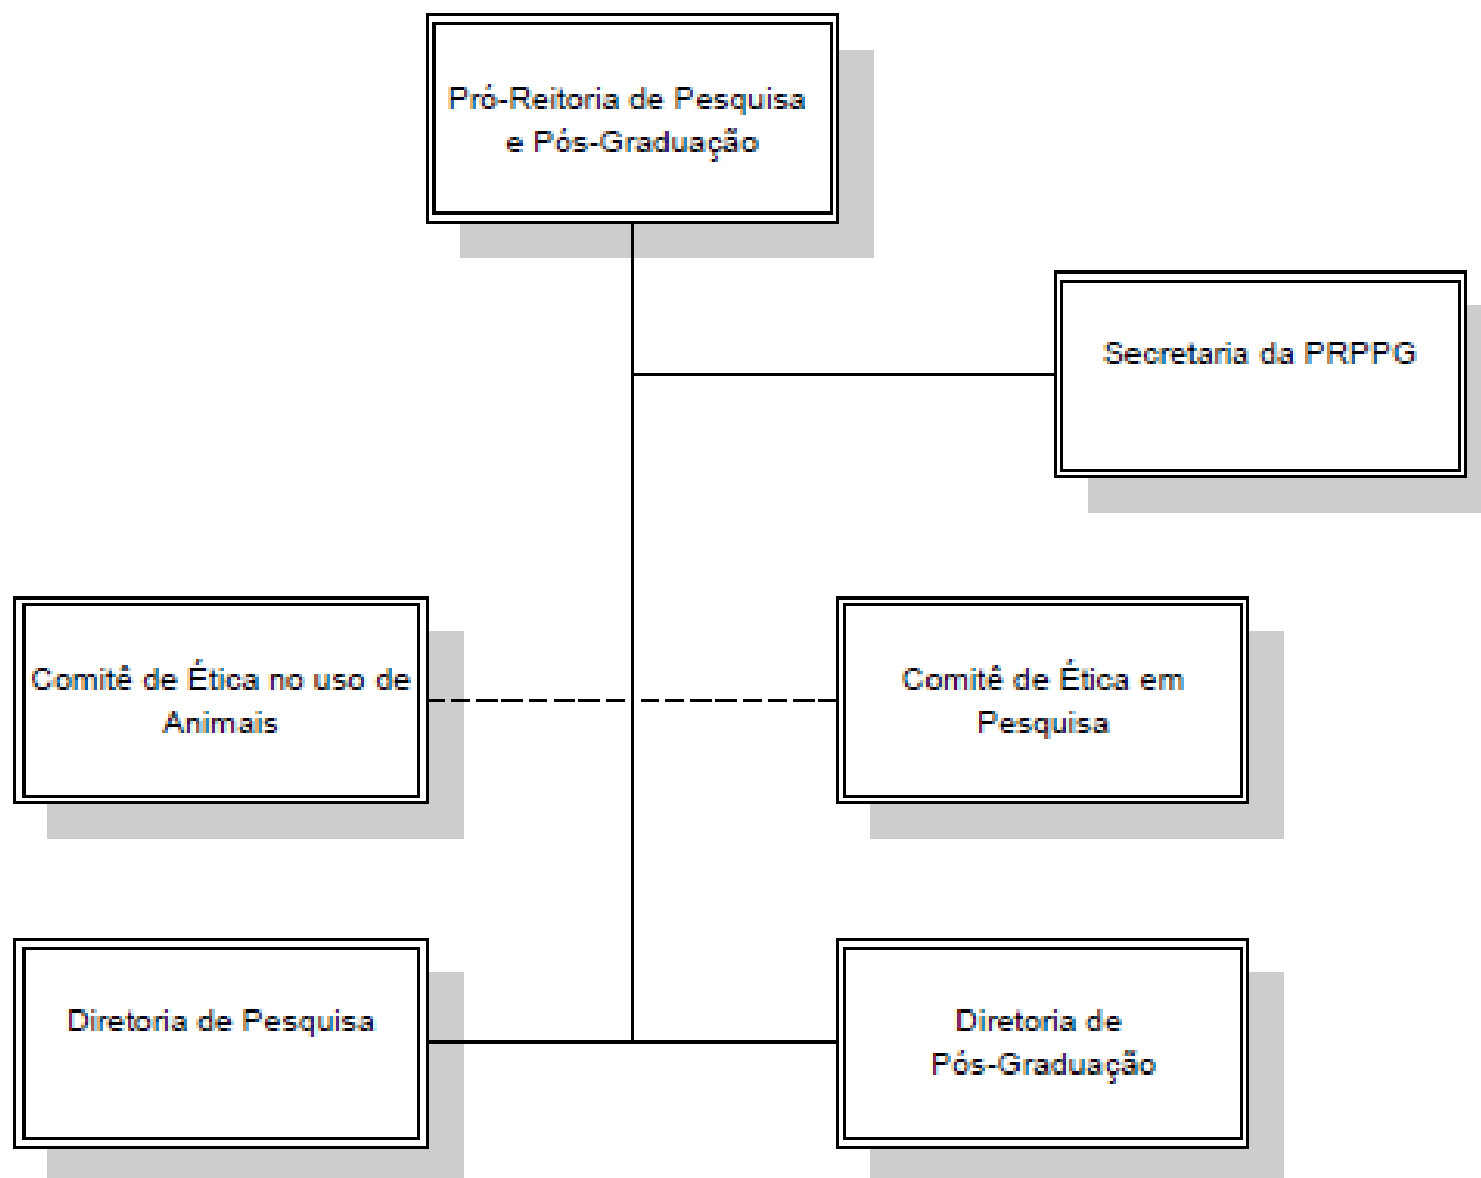 Pró-Reitoria de Pesquisa
e Pós-Graduação
Secretaria da PRPPG
Comitê de Ética no uso de
Animais
Comitê de Ética em
Pesquisa
Diretoria de Pesquisa
Diretoria de
Pós-Graduação